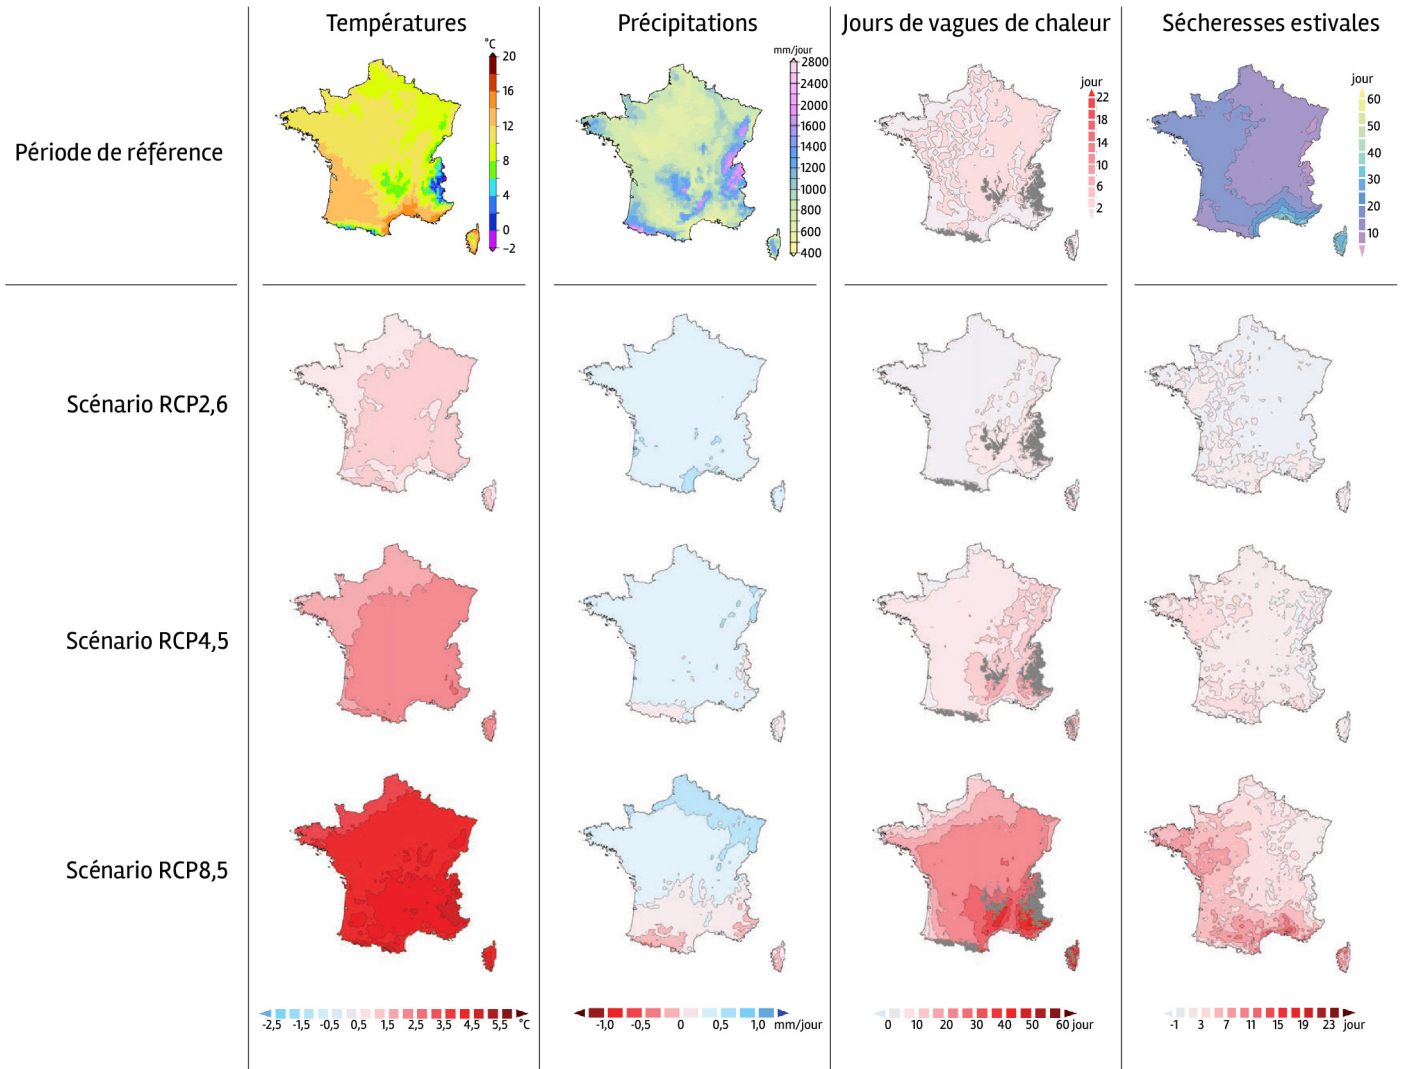 Températures
Précipitations
Jours de vagues de chaleur
Sécheresses estivales
Période de référence
°C
20
16
12
8
4
0
−2
mm/jour
2800
2400
2000
1600
1400
1200
1000
800
600
400
jour
22
18
14
10
6
2
jour
60
50
40
30
20
10
Scénario RCP2,6
Scénario RCP4,5
Scénario RCP8,5
-2,5 -1,5 -0,5 0,5 1,5 2,5 3,5 4,5 5,5 °C
-1,0 -0,5 0 0,5 1,0 mm/jour
0 10 20 30 40 50 60 jour
-1 3 7 11 15 19 23 jour